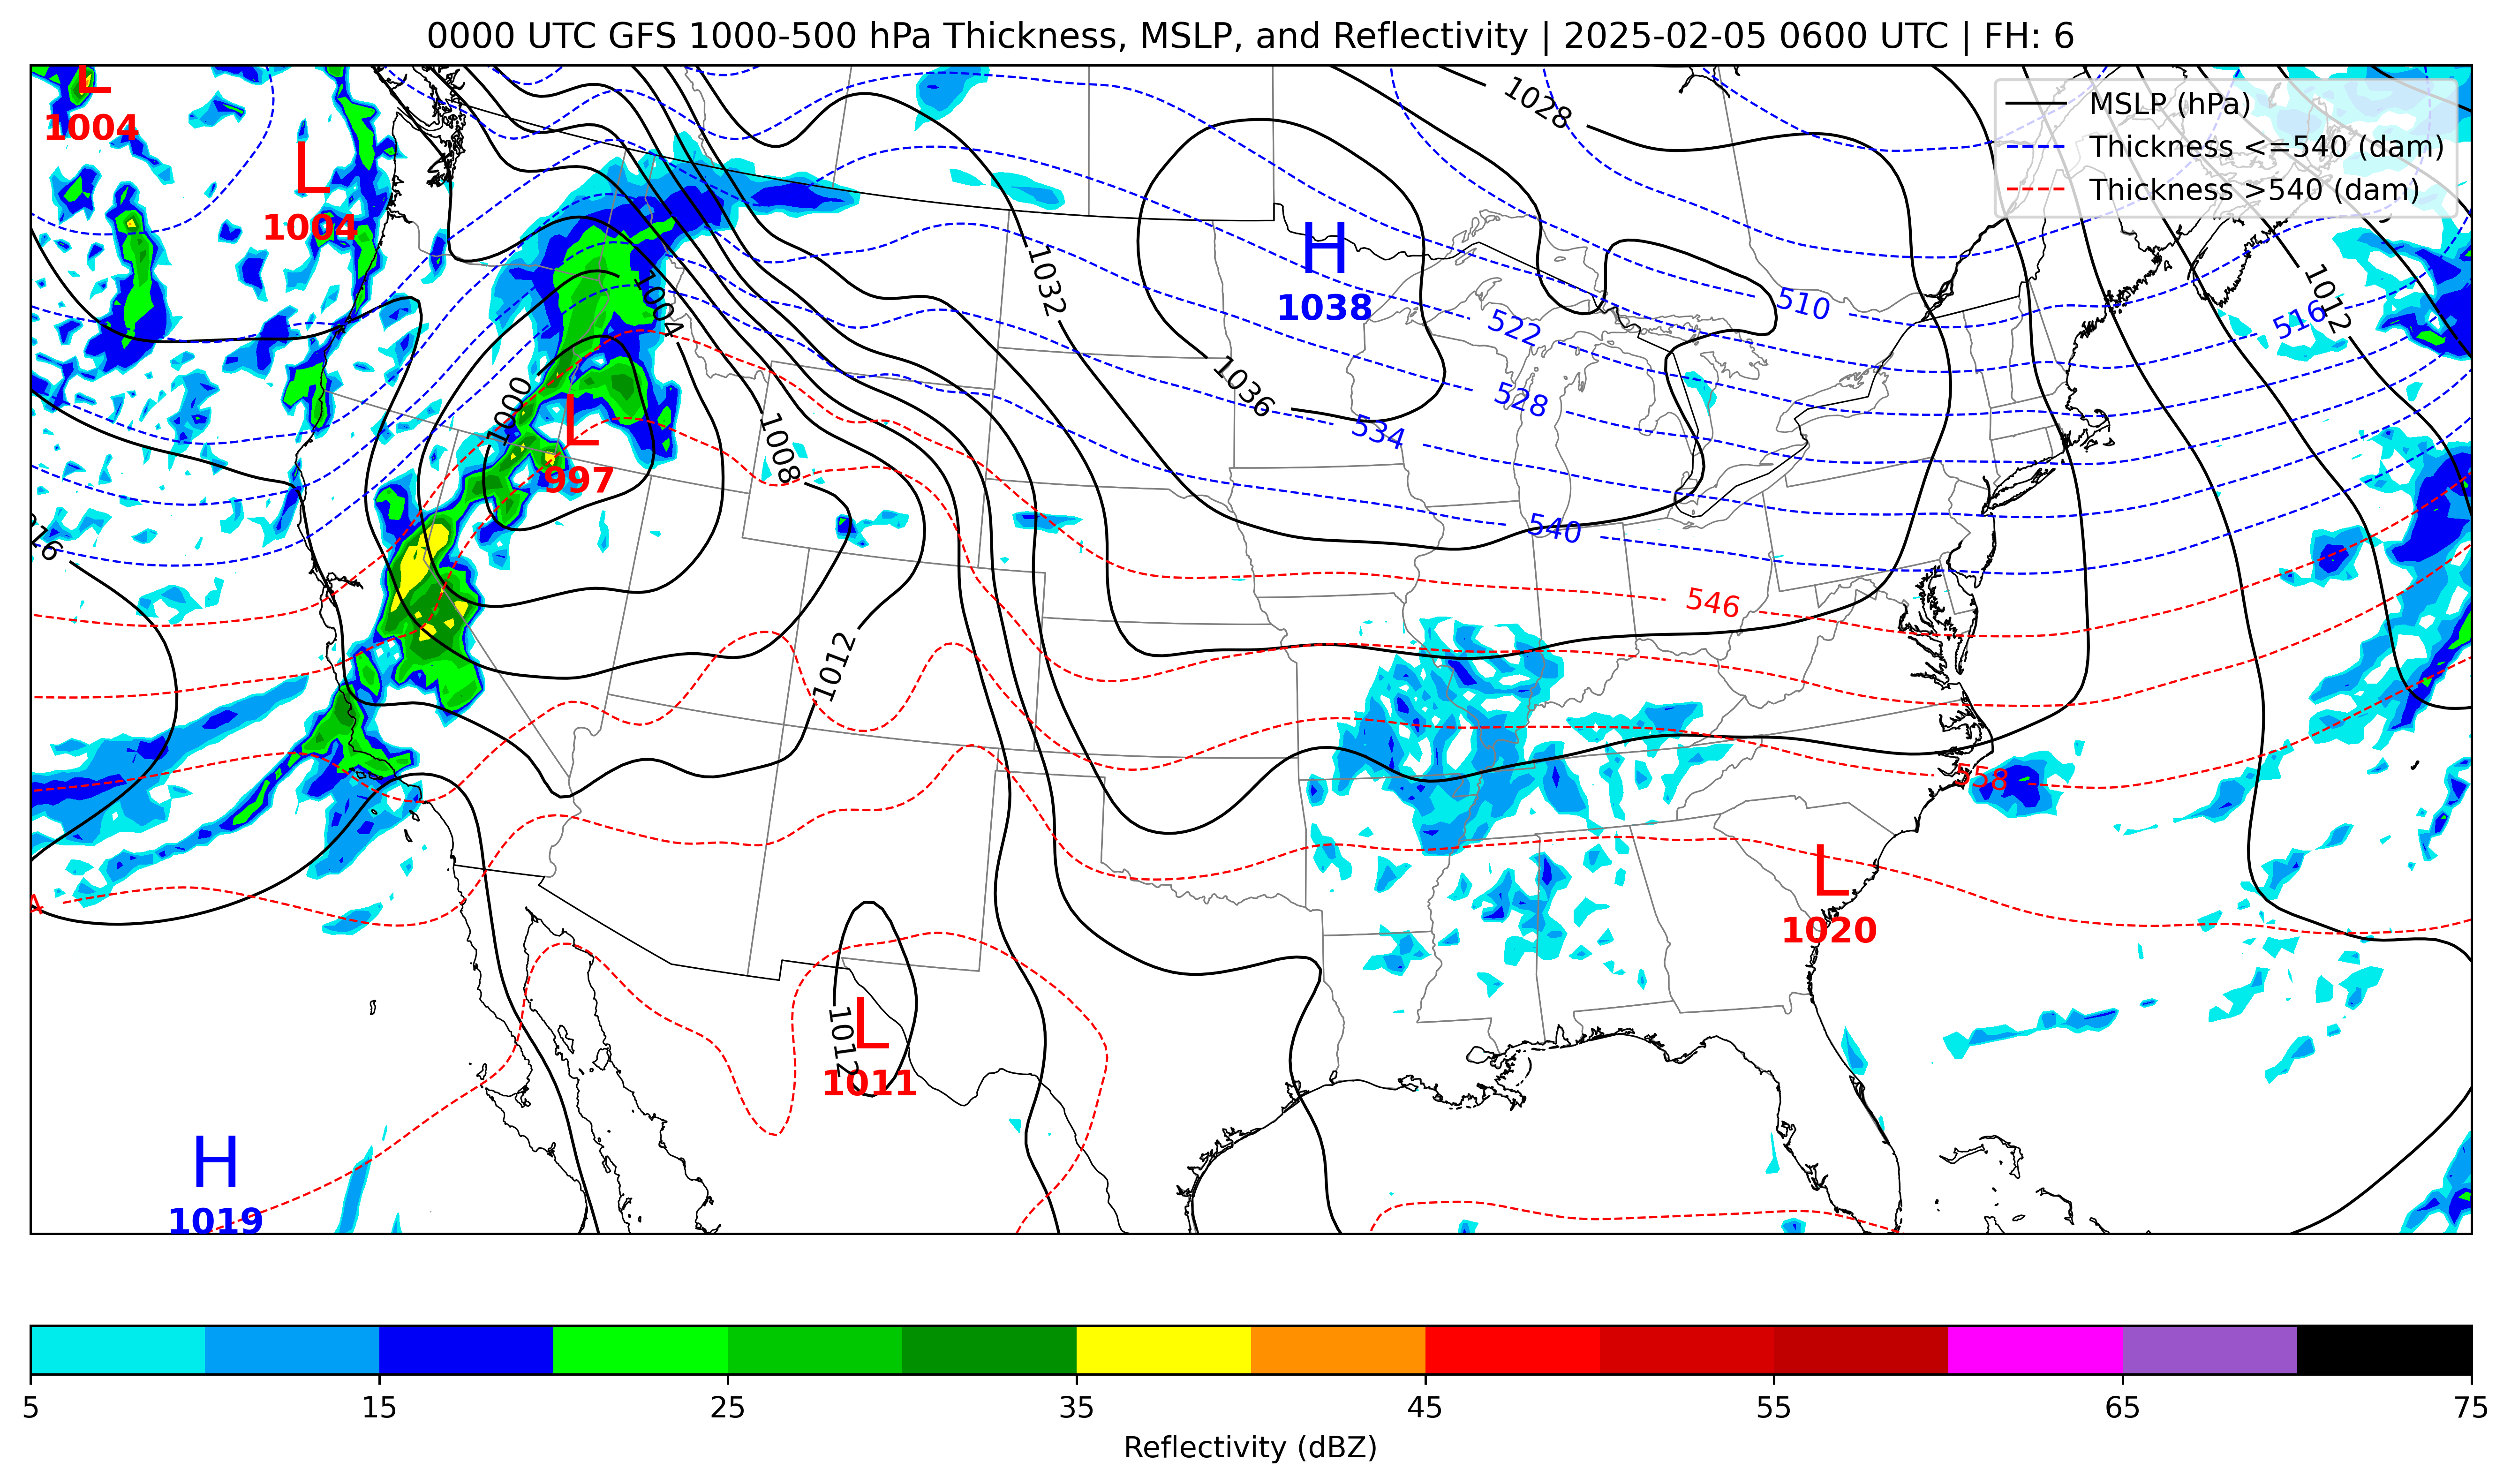 0000 UTC GFS 1000-500 hPa Thickness, MSLP, and Reflectivity | 2025-02-05 0600 UTC | FH: 6
MSLP (hPa)
Thickness <=540 (dam)
Thickness >540 (dam)
L
1004
L
1004
1028
H
1038
1032
1004
510
522
1012
516
1036
1000
528
534
L
997
1008
540
546
1012
558
L
1020
L
1012
1011
H
1019
5 15 25 35 45 55 65 75
Reflectivity (dBZ)